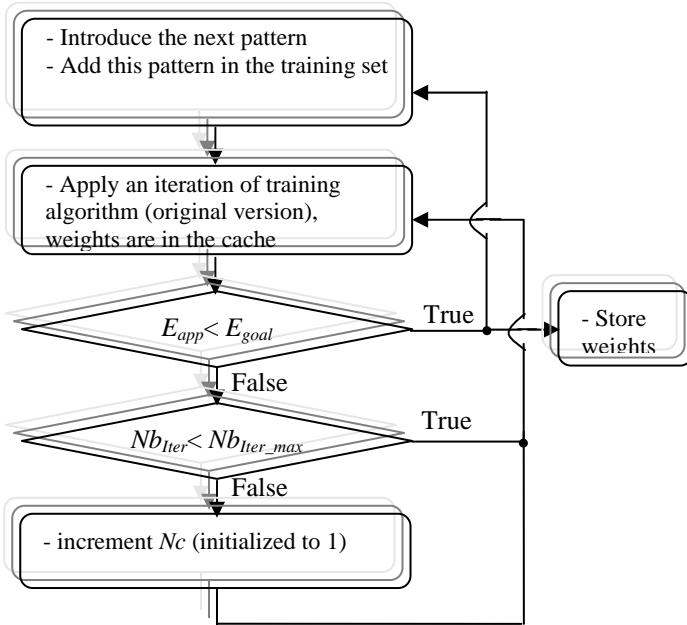 - Introduce the next pattern
- Add this pattern in the training set
- Apply an iteration of training
algorithm (original version),
weights are in the cache
E_app< E_goal
True
- Store
weights
False
Nb_Iter< Nb_Iter_max
True
False
- increment Nc (initialized to 1)